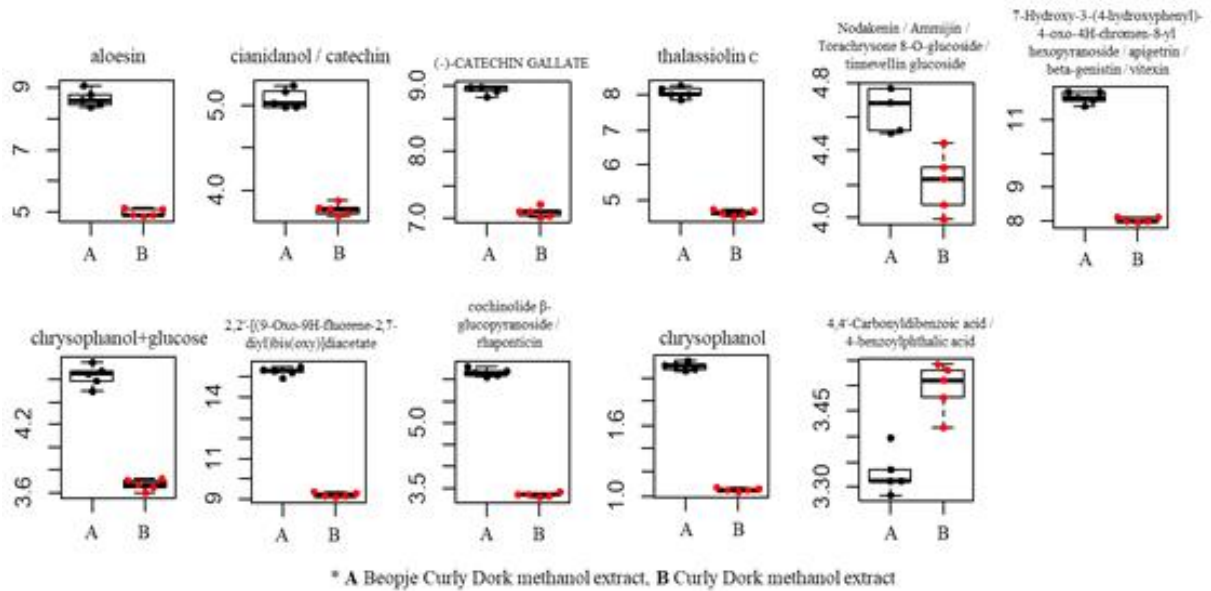 aloesin
9
7
5
A B
cianidanol / catechin
5.0
4.0
A B
(-)-CATECHIN GALLATE
9.0
8.0
7.0
A B
thalassiolin c
8
7
6
5
A B
Nodakenin / Ammijin /
Torachrysone 8-O-glucoside /
tinnevellin glucoside
4.8
4.4
4.0
A B
7-Hydroxy-3-(4-hydroxyphenyl)-
4-oxo-4H-chromen-8-yl
hexopyranoside / apigetrin /
beta-genistin / vitexin
11
9
8
A B
chrysophanol+glucose
4.2
3.6
A B
2,2'-[(9-Oxo-9H-fluorene-2,7-
diyl)bis(oxy)]diacetate
14
11
9
A B
cochinolide β-
glucopyranoside /
rhaponticin
5.0
3.5
A B
chrysophanol
1.6
1.0
A B
4,4'-Carbonyldibenzoic acid /
4-benzoylphthalic acid
3.45
3.30
A B
* A Beopje Curly Dork methanol extract, B Curly Dork methanol extract